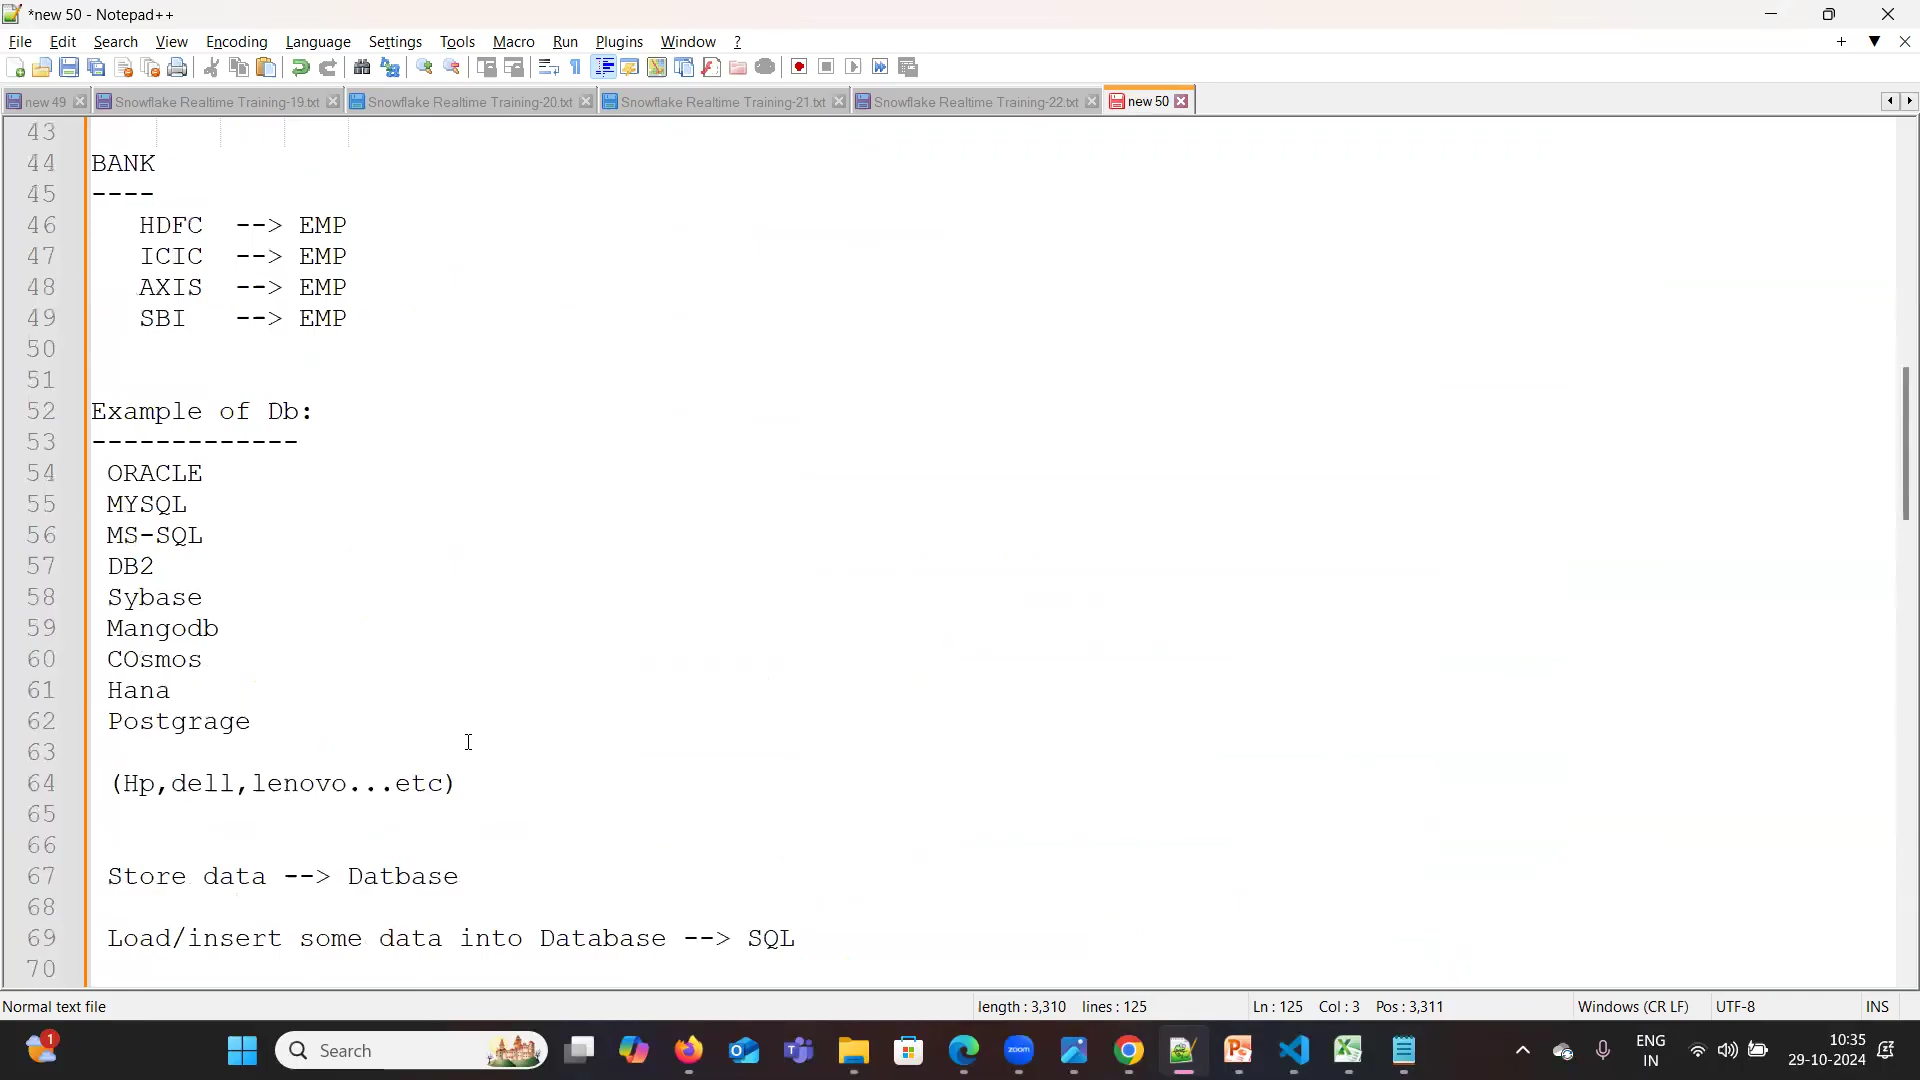 *new 50 - Notepad++
File Edit Search View Encoding Language Settings Tools Macro Run Plugins Window ?
new 49 Snowflake Realtime Training-19.txt Snowflake Realtime Training-20.txt Snowflake Realtime Training-21.txt Snowflake Realtime Training-22.txt new 50
43
44 BANK
45 ----
46 HDFC --> EMP
47 ICIC --> EMP
48 AXIS --> EMP
49 SBI --> EMP
50
51
52 Example of Db:
53 -------------
54 ORACLE
55 MYSQL
56 MS-SQL
57 DB2
58 Sybase
59 Mangodb
60 COsmos
61 Hana
62 Postgrage
63
64 (Hp,dell,lenovo...etc)
65
66
67 Store data --> Datbase
68
69 Load/insert some data into Database --> SQL
70
Normal text file length : 3,310 lines : 125 Ln : 125 Col : 3 Pos : 3,311 Windows (CR LF) UTF-8 INS
1 Search zoom ENG IN 10:35 29-10-2024